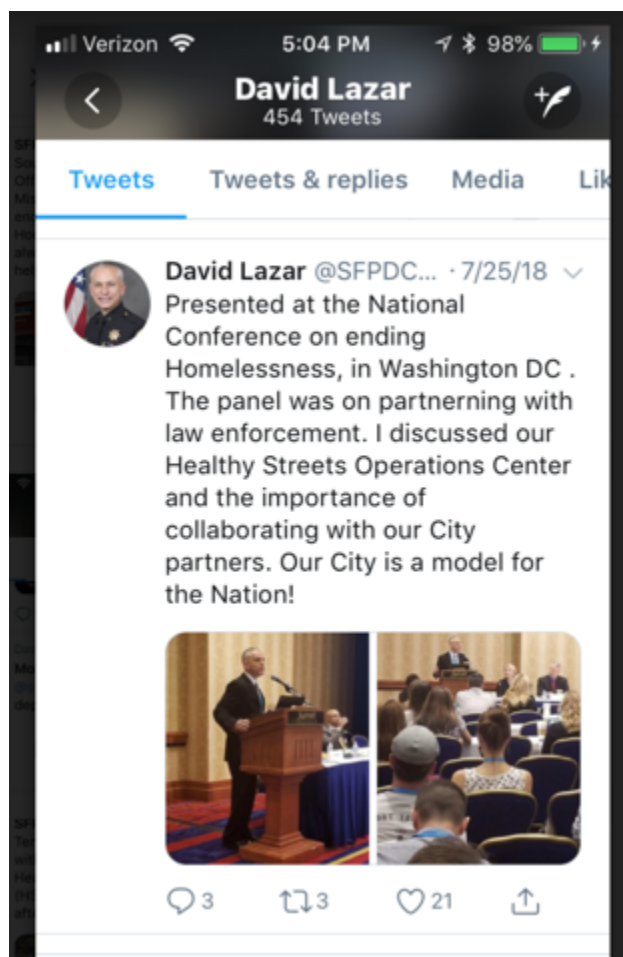 Verizon 5:04 PM 98%
David Lazar
454 Tweets
Tweets Tweets & replies Media Lik
David Lazar @SFPDC... · 7/25/18
Presented at the National
Conference on ending
Homelessness, in Washington DC .
The panel was on partnerning with
law enforcement. I discussed our
Healthy Streets Operations Center
and the importance of
collaborating with our City
partners. Our City is a model for
the Nation!
3 3 21